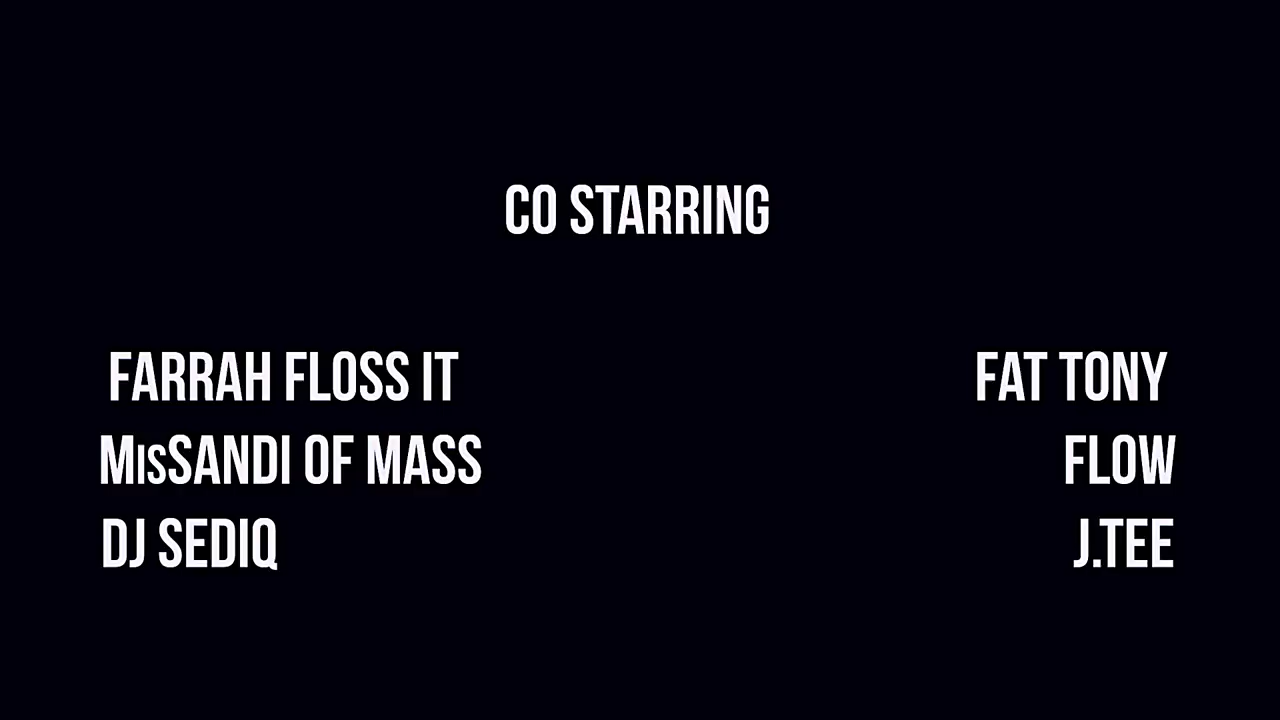 CO STARRING
FARRAH FLOSS IT
FAT TONY
MisSANDI OF MASS
FLOW
DJ SEDIQ
J.TEE